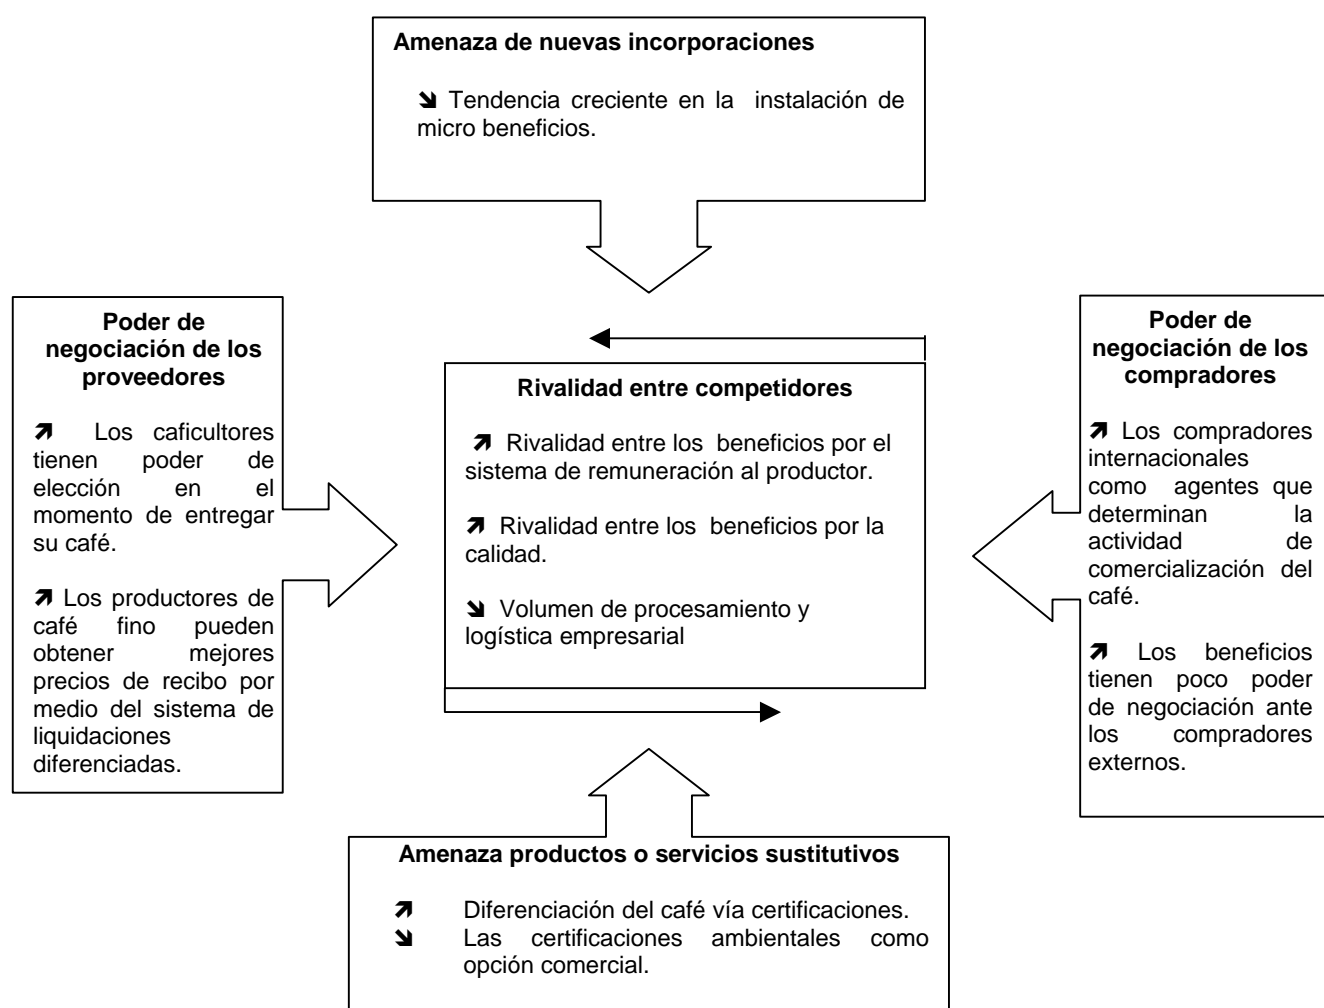 Amenaza de nuevas incorporaciones
➘ Tendencia creciente en la instalación de
micro beneficios.
Poder de
negociación de los
proveedores
➚ Los caficultores
tienen poder de
elección en el
momento de entregar
su café.
➚ Los productores de
café fino pueden
obtener mejores
precios de recibo por
medio del sistema de
liquidaciones
diferenciadas.
Rivalidad entre competidores
➚ Rivalidad entre los beneficios por el
sistema de remuneración al productor.
➚ Rivalidad entre los beneficios por la
calidad.
➘ Volumen de procesamiento y
logística empresarial
Poder de
negociación de los
compradores
➚ Los compradores
internacionales
como agentes que
determinan la
actividad de
comercialización del
café.
➚ Los beneficios
tienen poco poder
de negociación ante
los compradores
externos.
Amenaza productos o servicios sustitutivos
➚ Diferenciación del café vía certificaciones.
➘ Las certificaciones ambientales como
opción comercial.